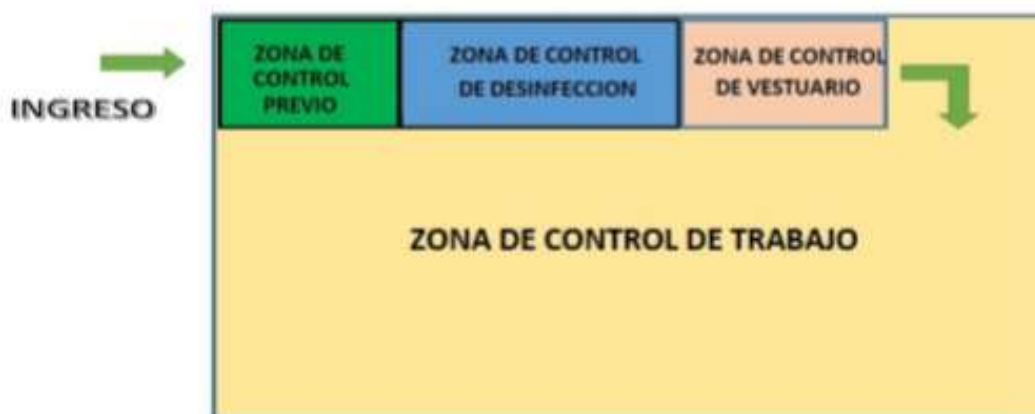 INGRESO
ZONA DE
CONTROL
PREVIO
ZONA DE CONTROL
DE DESINFECCION
ZONA DE CONTROL
DE VESTUARIO
ZONA DE CONTROL DE TRABAJO